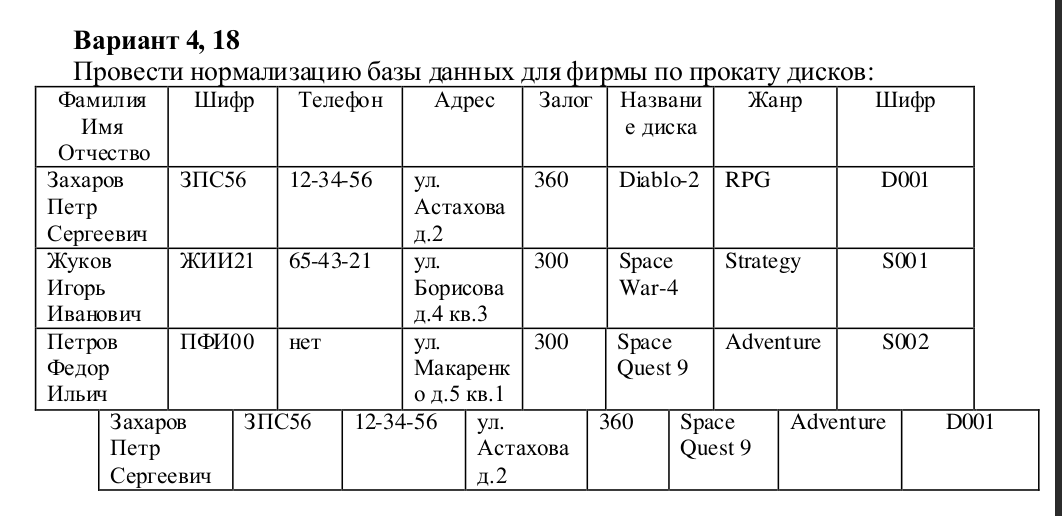 Вариант 4, 18
Провести нормализацию базы данных для фирмы по прокату дисков:
Фамилия Шифр Телефон Адрес Залог Названи Жанр Шифр
Имя е диска
Отчество
Захаров ЗПС56 12-34-56 ул. 360 Diablo-2 RPG D001
Петр Астахова
Сергеевич д.2
Жуков ЖИИ21 65-43-21 ул. 300 Space Strategy S001
Игорь Борисова War-4
Иванович д.4 кв.3
Петров ПФИ00 нет ул. 300 Space Adventure S002
Федор Макаренк Quest 9
Ильич о д.5 кв.1
Захаров ЗПС56 12-34-56 ул. 360 Space Adventure D001
Петр Астахова Quest 9
Сергеевич д.2